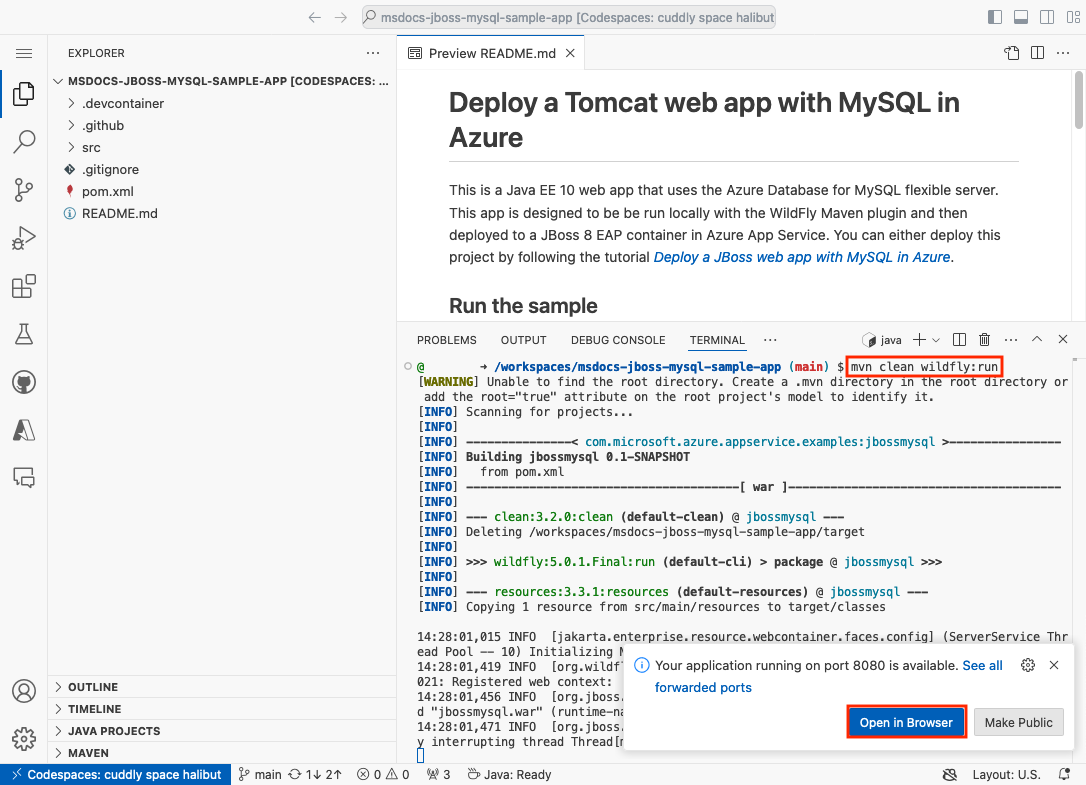 msdocs-jboss-mysql-sample-app [Codespaces: cuddly space halibut
EXPLORER
MSDOCS-JBOSS-MYSQL-SAMPLE-APP [CODESPACES: ...
.devcontainer
.github
src
.gitignore
pom.xml
README.md
OUTLINE
TIMELINE
JAVA PROJECTS
MAVEN
Preview README.md
Deploy a Tomcat web app with MySQL in
Azure
This is a Java EE 10 web app that uses the Azure Database for MySQL flexible server.
This app is designed to be be run locally with the WildFly Maven plugin and then
deployed to a JBoss 8 EAP container in Azure App Service. You can either deploy this
project by following the tutorial Deploy a JBoss web app with MySQL in Azure.
Run the sample
PROBLEMS OUTPUT DEBUG CONSOLE TERMINAL ··· java
@ → /workspaces/msdocs-jboss-mysql-sample-app (main) $ mvn clean wildfly:run
[WARNING] Unable to find the root directory. Create a .mvn directory in the root directory or
add the root="true" attribute on the root project's model to identify it.
[INFO] Scanning for projects...
[INFO]
[INFO] ---------------< com.microsoft.azure.appservice.examples:jbossmysql >----------------
[INFO] Building jbossmysql 0.1-SNAPSHOT
[INFO]   from pom.xml
[INFO] ---------------------------------------[ war ]---------------------------------------
[INFO]
[INFO] --- clean:3.2.0:clean (default-clean) @ jbossmysql ---
[INFO] Deleting /workspaces/msdocs-jboss-mysql-sample-app/target
[INFO]
[INFO] >>> wildfly:5.0.1.Final:run (default-cli) > package @ jbossmysql >>>
[INFO]
[INFO] --- resources:3.3.1:resources (default-resources) @ jbossmysql ---
[INFO] Copying 1 resource from src/main/resources to target/classes
14:28:01,015 INFO  [jakarta.enterprise.resource.webcontainer.faces.config] (ServerService Thr
ead Pool -- 10) Initializing
14:28:01,419 INFO  [org.wildf
021: Registered web context:
14:28:01,456 INFO  [org.jboss.
d "jbossmysql.war" (runtime-na
14:28:01,471 INFO  [org.jboss.
y interrupting thread Thread[
Your application running on port 8080 is available. See all
forwarded ports
Open in Browser
Make Public
Codespaces: cuddly space halibut main 1↓ 2↑ 0 0 3 Java: Ready Layout: U.S.